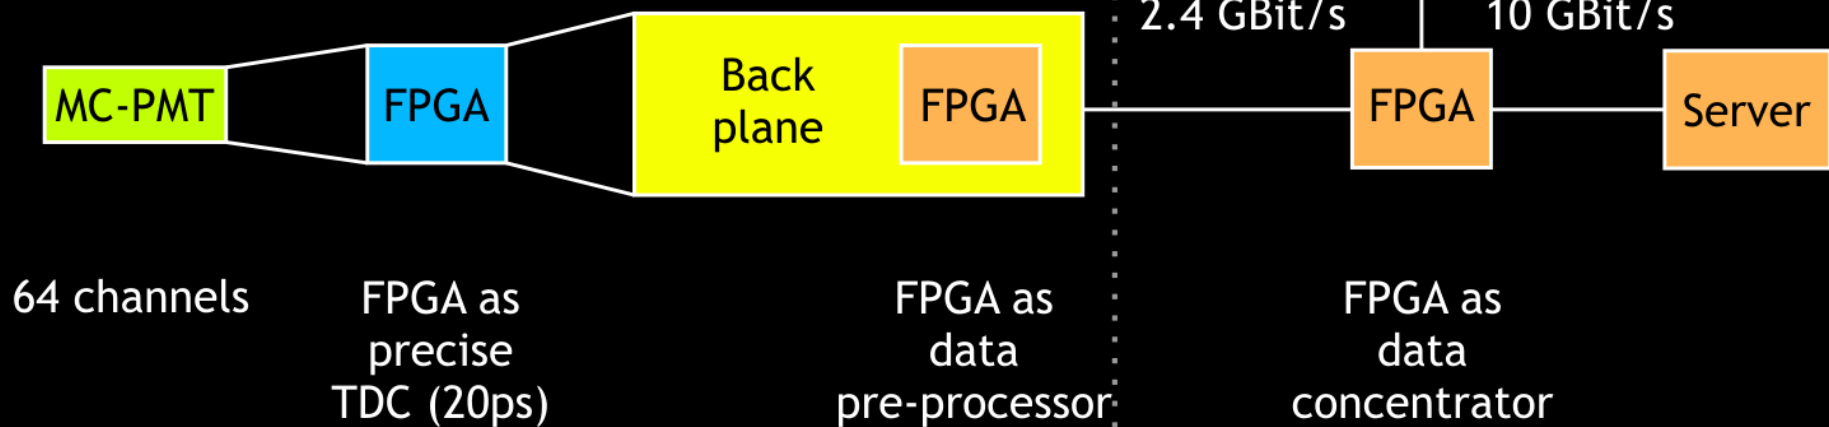 2.4 GBit/s 10 GBit/s
MC-PMT FPGA Back plane FPGA FPGA Server
64 channels
FPGA as
precise
TDC (20ps)
FPGA as
data
pre-processor
FPGA as
data
concentrator